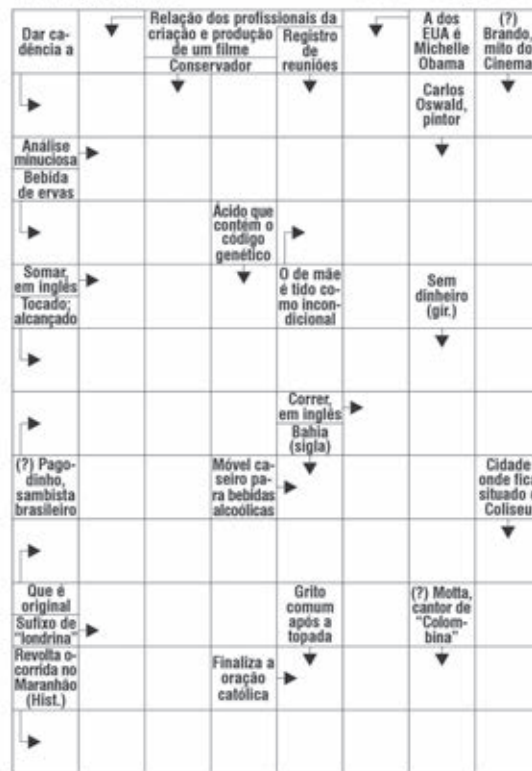 Dar ca-
dência a
Relação dos profissionais da
criação e produção
de um filme
Conservador
Registro
de
reuniões
A dos
EUA é
Michelle
Obama
(?)
Brando,
mito do
Cinema
Carlos
Oswald,
pintor
Análise
minuciosa
Bebida
de ervas
Ácido que
contém o
código
genético
Somar,
em inglês
Tocado;
alcançado
O de mãe
é tido co-
mo incon-
dicional
Sem
dinheiro
(gír.)
Correr,
em inglês
Bahia
(sigla)
(?) Pago-
dinho,
sambista
brasileiro
Móvel ca-
seiro pa-
ra bebidas
alcoólicas
Cidade
onde fica
situado
Coliseu
Que é
original
Sufixo de
"londrina"
Grito
comum
após a
topada
(?) Motta,
cantor de
"Colom-
bina"
Revolta o-
corrida no
Maranhão
(Hist.)
Finaliza a
oração
católica